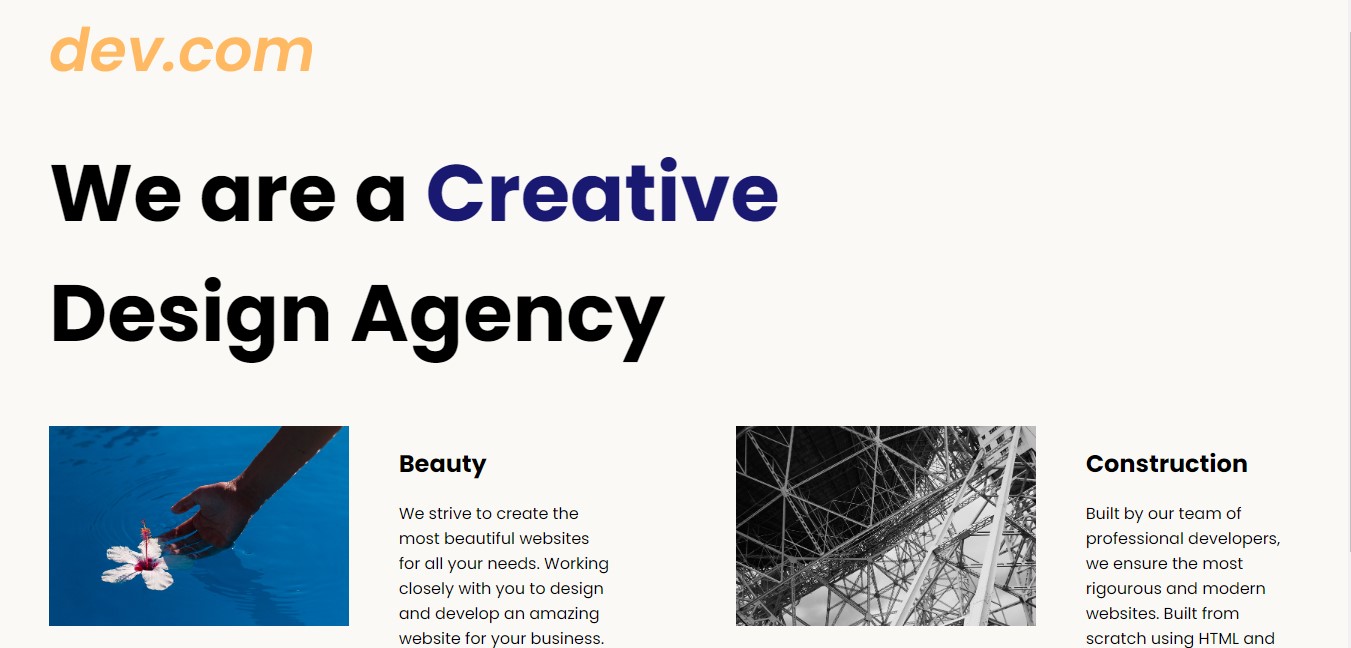 dev.com
We are a Creative
Design Agency
Beauty
We strive to create the
most beautiful websites
for all your needs. Working
closely with you to design
and develop an amazing
website for your business.
Construction
Built by our team of
professional developers,
we ensure the most
rigourous and modern
websites. Built from
scratch using HTML and